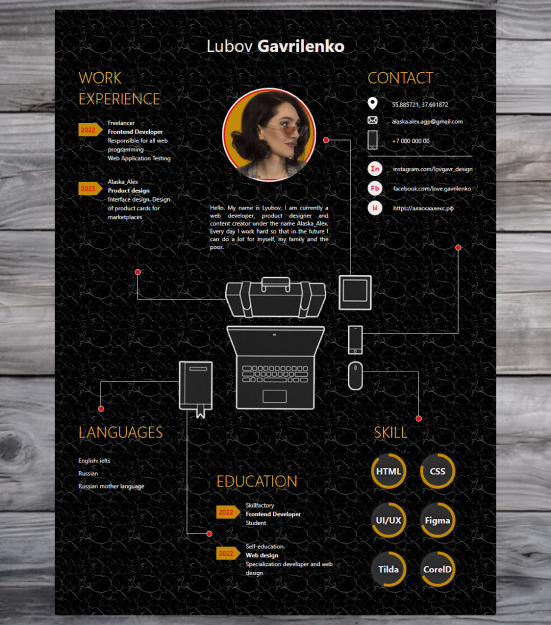 Lubov Gavrilenko
WORK
EXPERIENCE
2022
Freelancer
Frontend Developer
Responsible for all web
programming
Web Application Testing
2023
Alaska_Alex
Product design
Interface design. Design
of product cards for
marketplaces
Hello. My name is Lyubov, I am currently a
web developer, product designer and
content creator under the name Alaska_Alex.
Every day I work hard so that in the future I
can do a lot for myself, my family and the
poor.
CONTACT
55.885721, 37.691872
alaska.alex.agp@gmail.com
+7 000 000 00
In
instagram.com/lovgavr_design
Fb
facebook.com/love.gavrilenko
W
https://аласкаалекс.рф
LANGUAGES
English: ielts
Russian
Russian mother language
EDUCATION
2022
Skillfactory
Frontend Developer
Student
2022
Self-education.
Web design
Specialization developer and web
design
SKILL
HTML
CSS
UI/UX
Figma
Tilda
CorelD